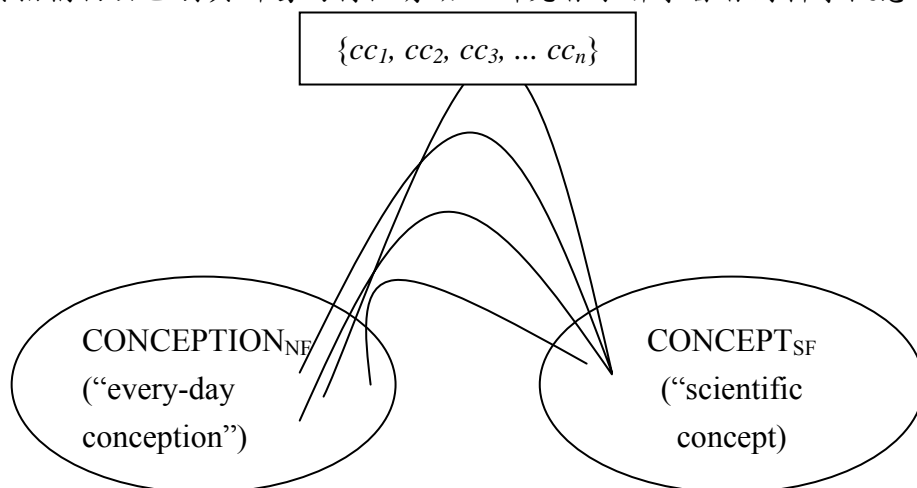 {cc1, cc2, cc3, ... ccn}
CONCEPTIONNF
("every-day
conception")
CONCEPTSF
("scientific
concept)